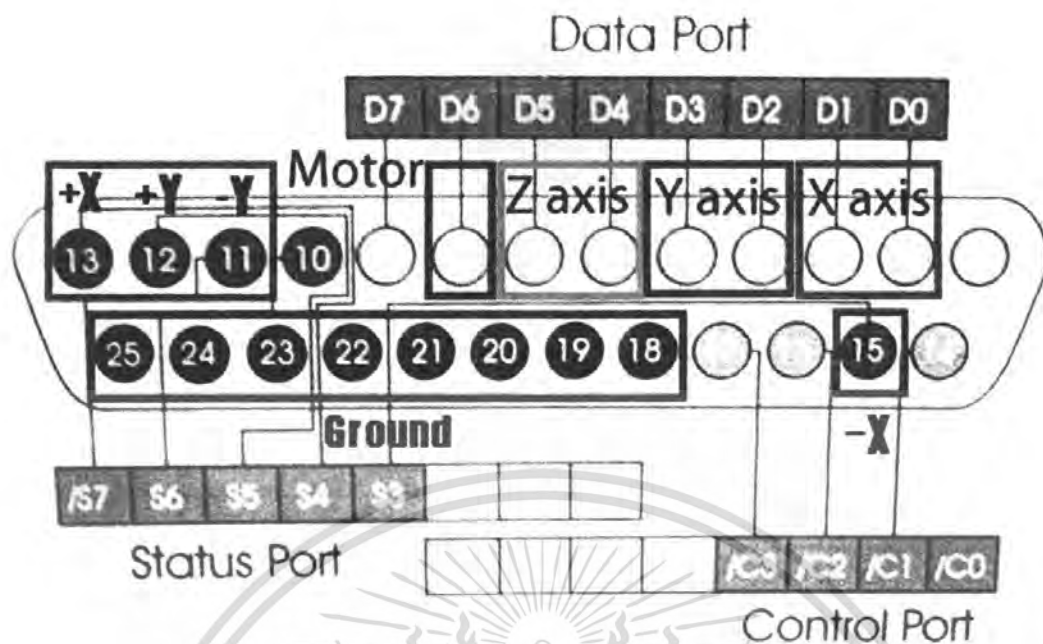 Data Port
D7 D6 D5 D4 D3 D2 D1 D0
Motor Z axis Y axis X axis
+X +Y -Y
13 12 11 10
25 24 23 22 21 20 19 18 15
Ground -X
/S7 S6 S5 S4 S3
Status Port
/C3 /C2 /C1 /C0
Control Port